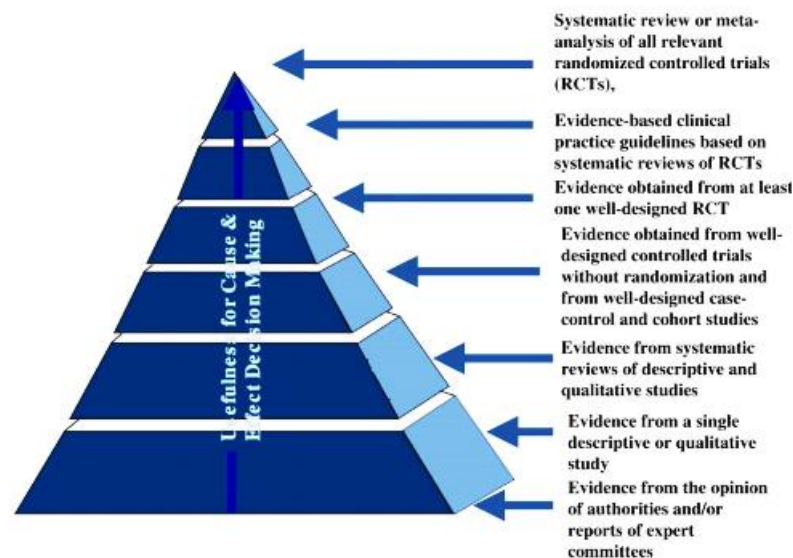 Systematic review or meta-
analysis of all relevant
randomized controlled trials
(RCTs),
Evidence-based clinical
practice guidelines based on
systematic reviews of RCTs
Evidence obtained from at least
one well-designed RCT
Evidence obtained from well-
designed controlled trials
without randomization and
from well-designed case-
control and cohort studies
Evidence from systematic
reviews of descriptive and
qualitative studies
Evidence from a single
descriptive or qualitative
study
Evidence from the opinion
of authorities and/or
reports of expert
committees
Usefulness for Cause &
Effect Decision Making